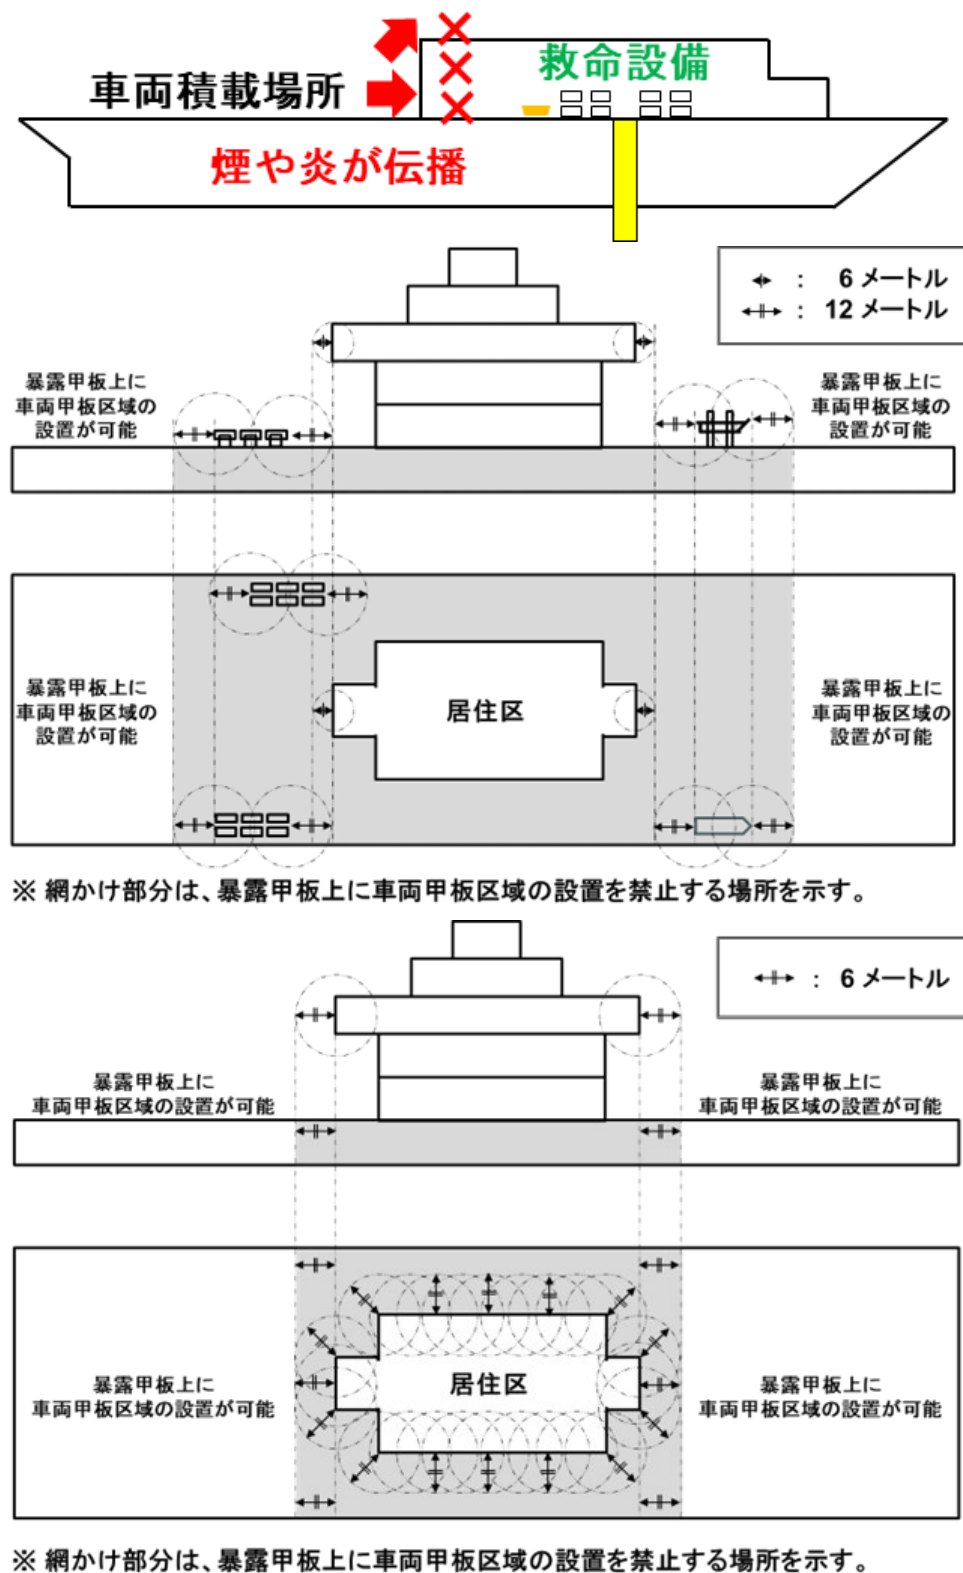 救命設備
車両積載場所
煙や炎が伝播
： 6 メートル
： 12 メートル
暴露甲板上に
車両甲板区域の
設置が可能
暴露甲板上に
車両甲板区域の
設置が可能
暴露甲板上に
車両甲板区域の
設置が可能
居住区
暴露甲板上に
車両甲板区域の
設置が可能
※ 網かけ部分は、暴露甲板上に車両甲板区域の設置を禁止する場所を示す。
： 6 メートル
暴露甲板上に
車両甲板区域の設置が可能
暴露甲板上に
車両甲板区域の設置が可能
暴露甲板上に
車両甲板区域の設置が可能
居住区
暴露甲板上に
車両甲板区域の設置が可能
※ 網かけ部分は、暴露甲板上に車両甲板区域の設置を禁止する場所を示す。